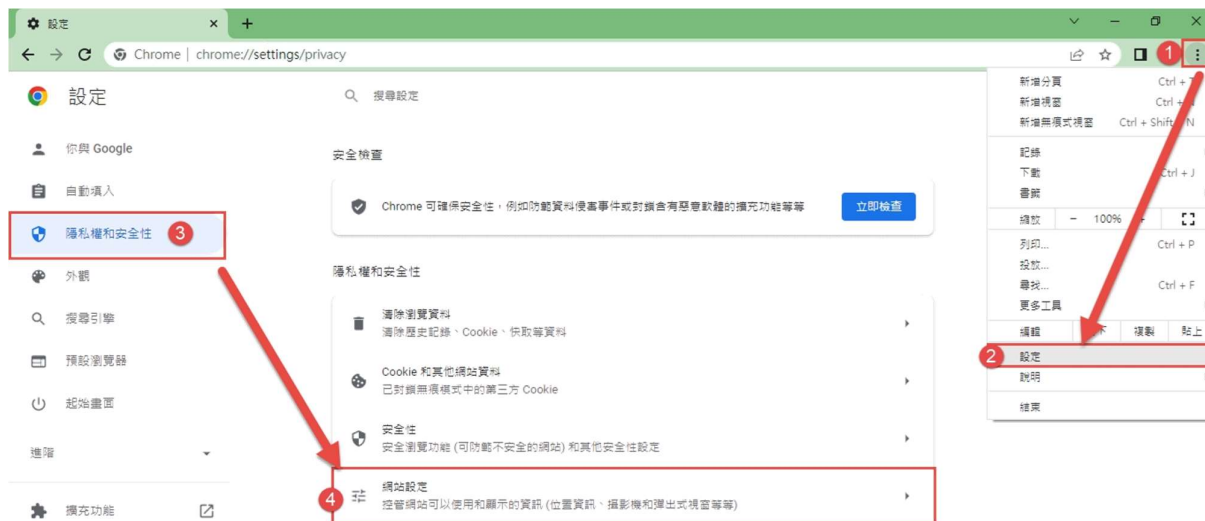 設定
Chrome | chrome://settings/privacy
1
設定
搜尋設定
你與 Google
自動填入
隱私權和安全性 3
外觀
搜尋引擎
預設瀏覽器
起始畫面
進階
擴充功能
安全檢查
Chrome 可確保安全性，例如防範資料侵害事件或封鎖含有惡意軟體的擴充功能等等
立即檢查
隱私權和安全性
清除瀏覽資料
清除歷史記錄、Cookie、快取等資料
Cookie 和其他網站資料
已封鎖無痕模式中的第三方 Cookie
安全性
安全瀏覽功能 (可防範不安全的網站) 和其他安全性設定
4 網站設定
控管網站可以使用和顯示的資訊 (位置資訊、攝影機和彈出式視窗等等)
新增分頁 Ctrl +
新增視窗 Ctrl +
新增無痕式視窗 Ctrl + Shift + N
記錄
下載 Ctrl + J
書籤
縮放 - 100% +
列印... Ctrl + P
投放...
尋找... Ctrl + F
更多工具
編輯 複製 貼上
2 設定
說明
結束